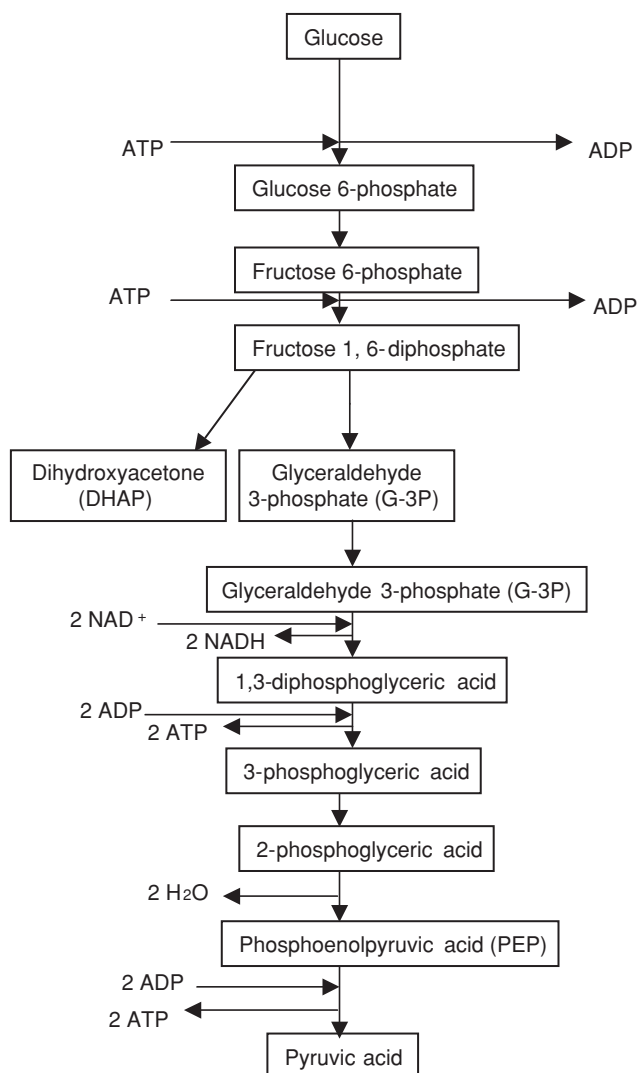 Glucose
ATP
ADP
Glucose 6-phosphate
Fructose 6-phosphate
ATP
ADP
Fructose 1, 6-diphosphate
Dihydroxyacetone
(DHAP)
Glyceraldehyde
3-phosphate (G-3P)
Glyceraldehyde 3-phosphate (G-3P)
2 NAD +
2 NADH
1,3-diphosphoglyceric acid
2 ADP
2 ATP
3-phosphoglyceric acid
2-phosphoglyceric acid
2 H2O
Phosphoenolpyruvic acid (PEP)
2 ADP
2 ATP
Pyruvic acid